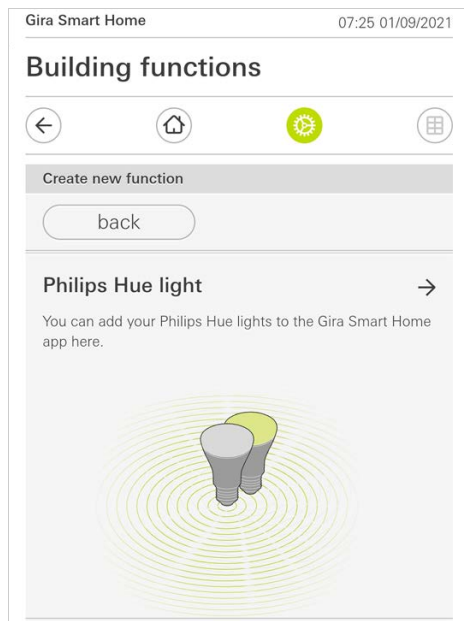 Gira Smart Home 07:25 01/09/2021
Building functions
Create new function
back
Philips Hue light
You can add your Philips Hue lights to the Gira Smart Home
app here.